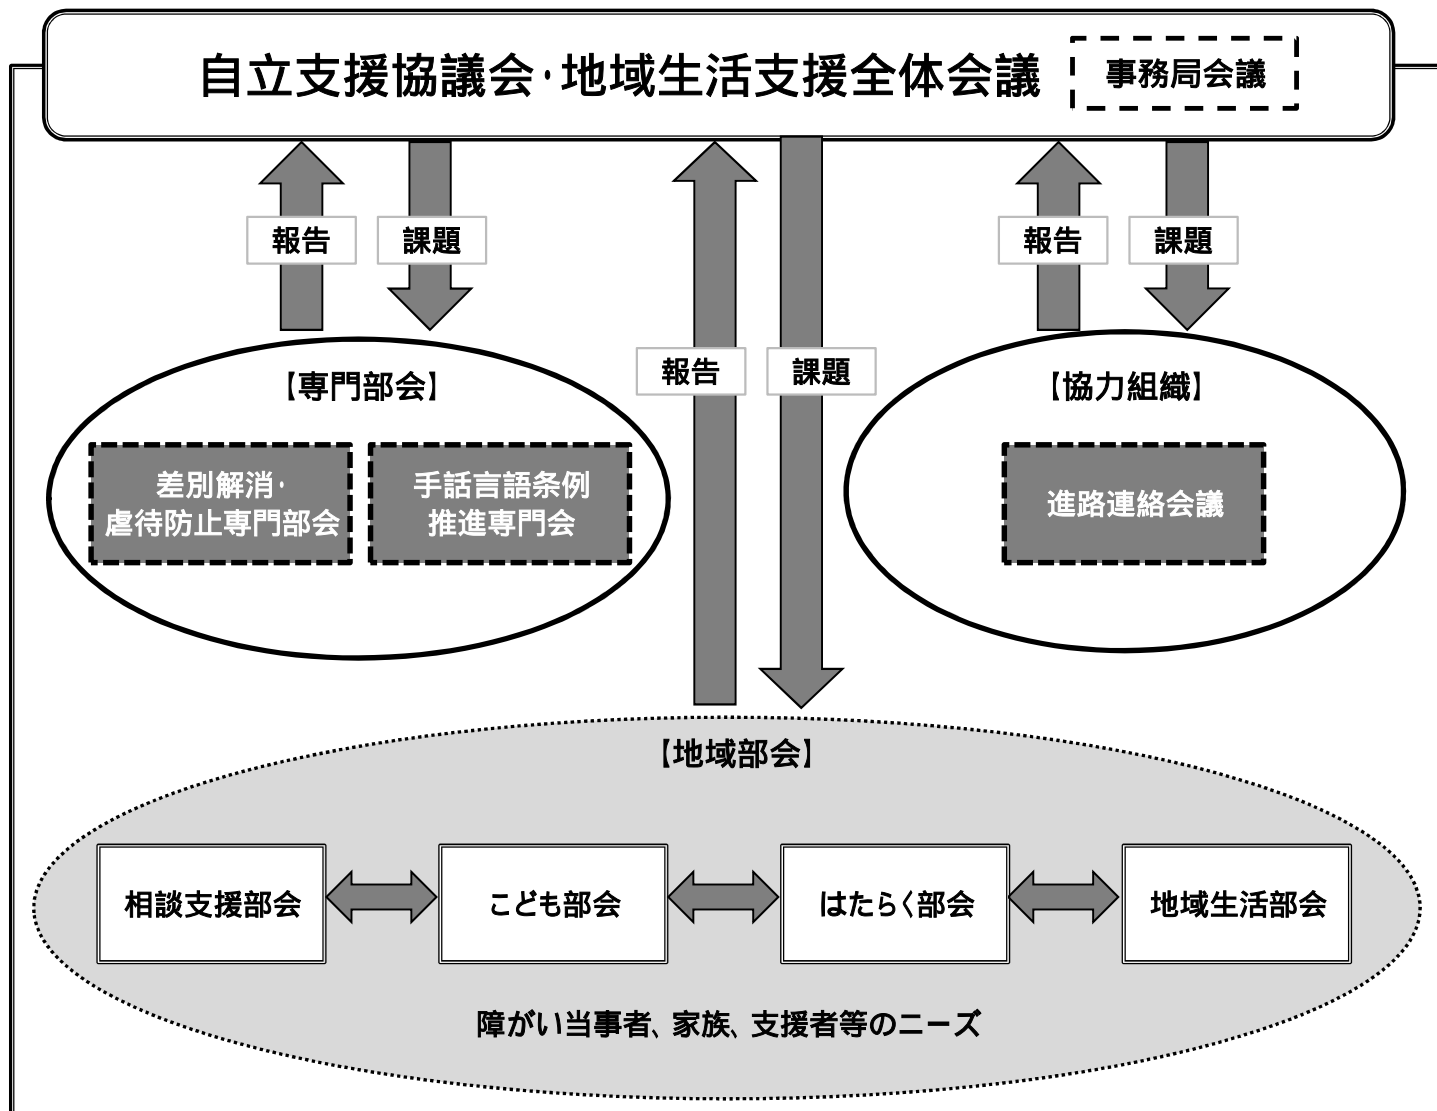 自立支援協議会・地域生活支援全体会議
事務局会議
報告
課題
報告
課題
報告
課題
【専門部会】
差別解消・
虐待防止専門部会
手話言語条例
推進専門会
【協力組織】
進路連絡会議
【地域部会】
相談支援部会
こども部会
はたらく部会
地域生活部会
障がい当事者、家族、支援者等のニーズ